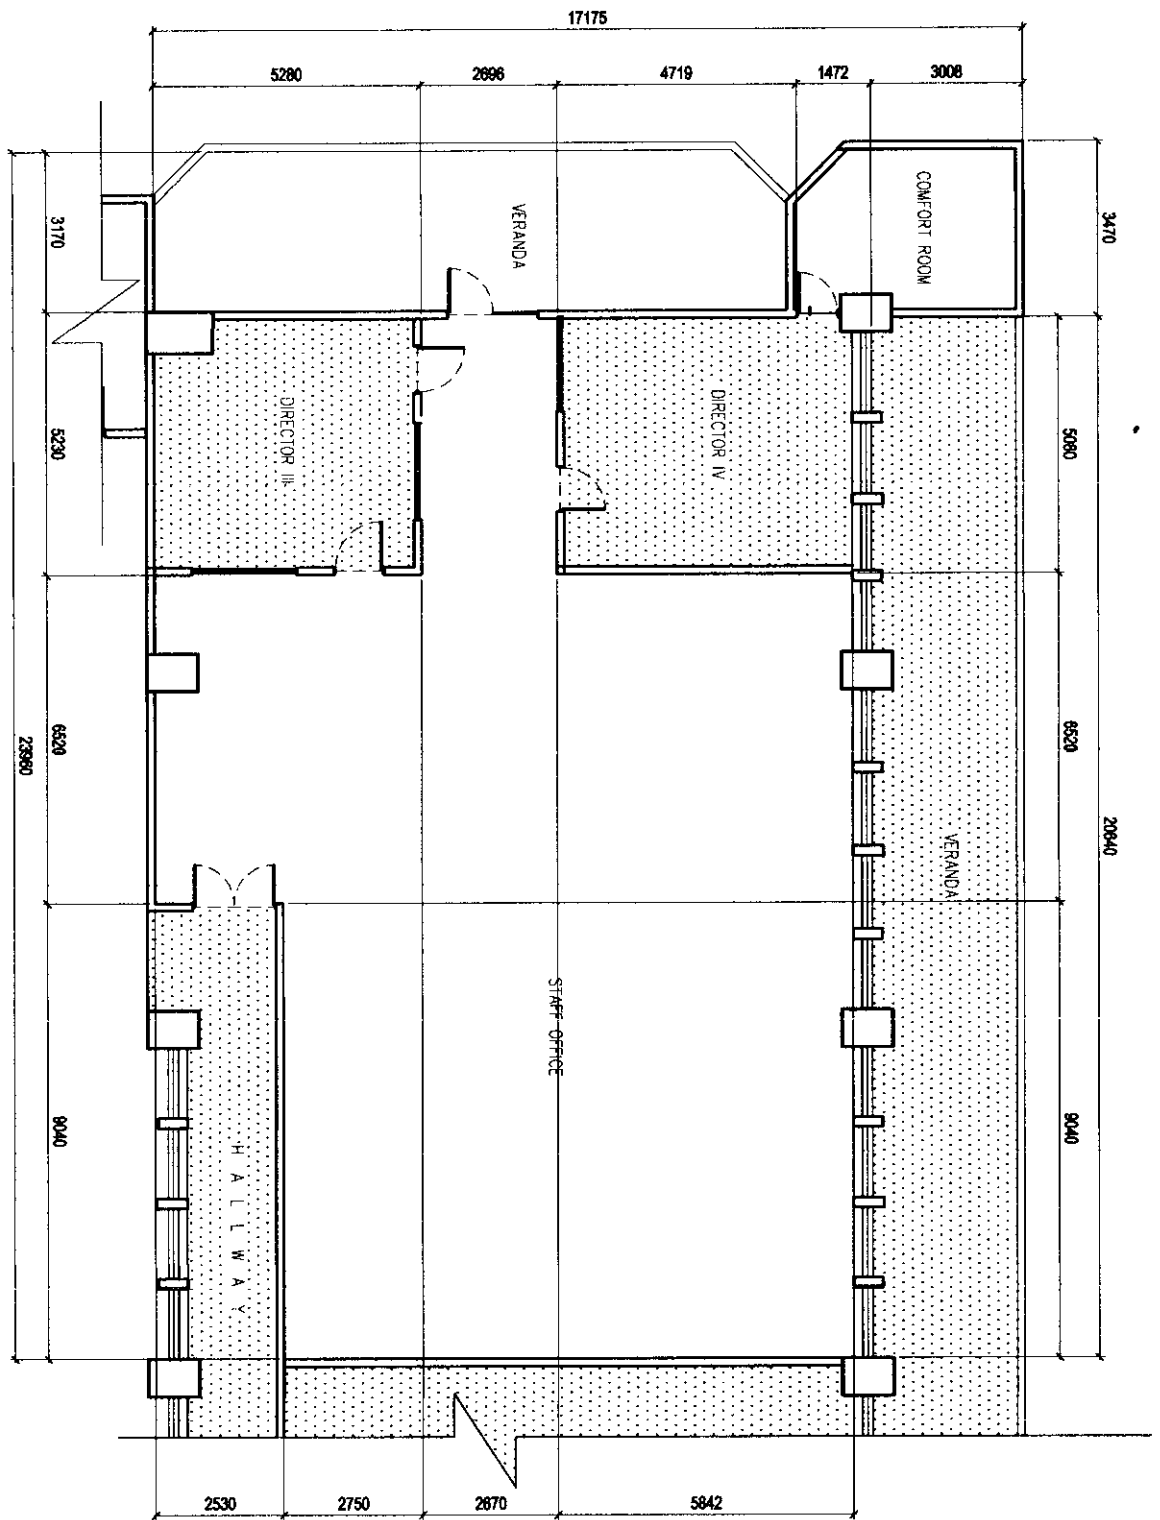 17175
5280
2696
4719
1472
3008
COMFORT ROOM
VERANDA
3170
3470
DIRECTOR III
DIRECTOR IV
5230
5060
6520
6520
23960
20640
VERANDA
STAFF OFFICE
9040
9040
HALLWAY
2530
2750
2670
5842